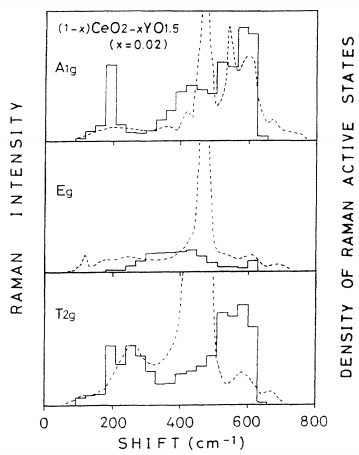 (1-x)CeO2-xYO1.5
(x=0.02)
A1g
Eg
T2g
RAMAN INTENSITY
DENSITY OF RAMAN ACTIVE STATES
0 200 400 600 800
SHIFT (cm-1)